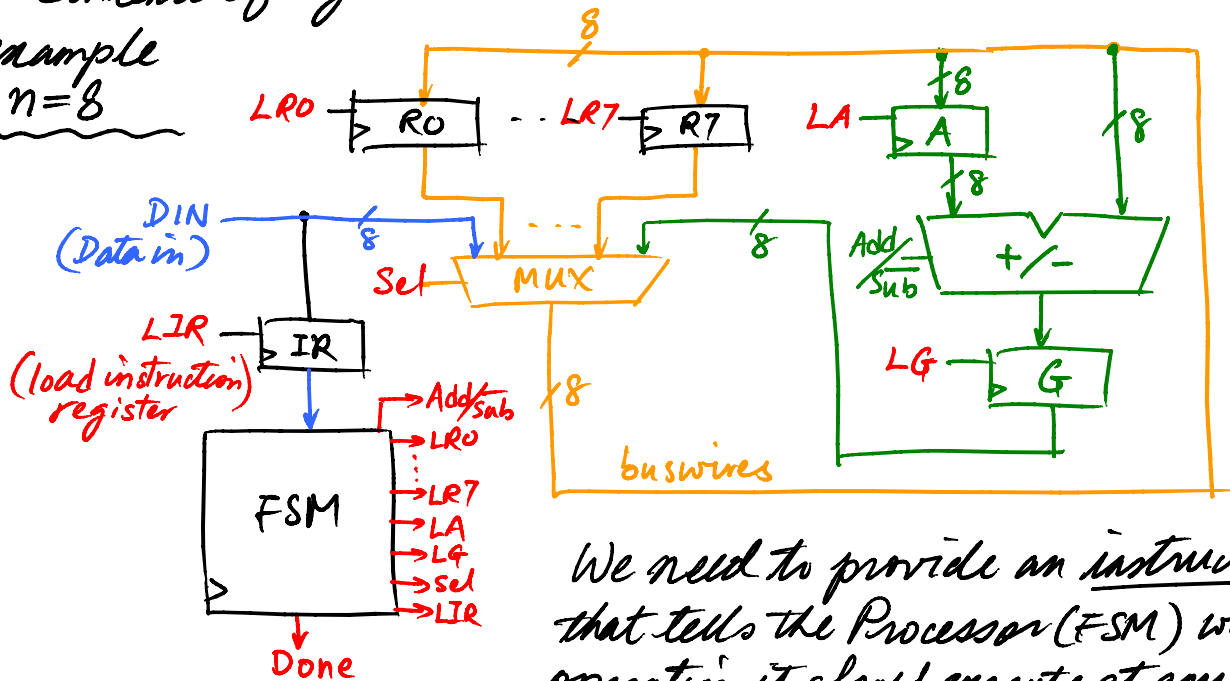 example
n=8
8
LR0 R0 ... LR7 R7 LA A 8 8
8
DIN 8 ... 8
(Data in)
Sel MUX Add/Sub +/-
LIR IR
(load instruction)
register
LG G
8
Add/Sub
LR0
LR7
LA
LG
Sel
LIR
FSM
Done
buswires
We need to provide an
that tells the Processor (FSM)